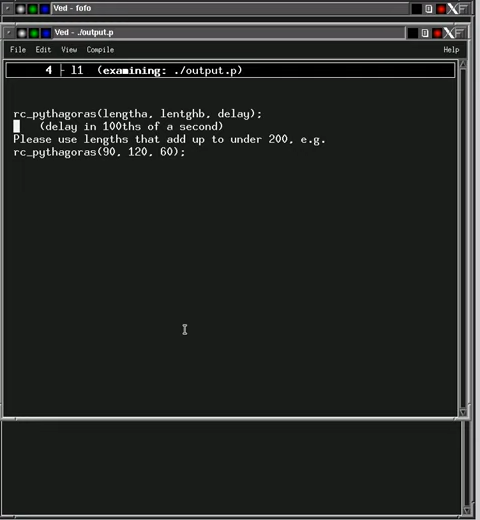 Ved - fofo
Ved - ./output.p
File Edit View Compile Help
4 ├ l1 (examining: ./output.p)
rc_pythagoras(lengtha, lentghb, delay);
(delay in 100ths of a second)
Please use lengths that add up to under 200, e.g.
rc_pythagoras(90, 120, 60);